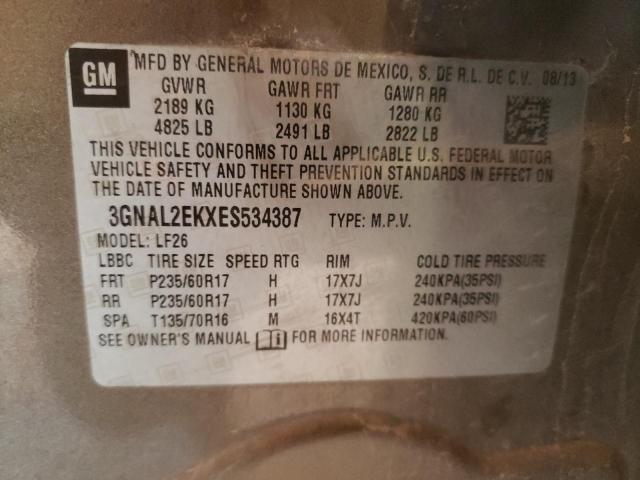 GM
MFD BY GENERAL MOTORS DE MEXICO, S. DE R.L. DE C.V. 08/13
GVWR GAWR FRT GAWR RR
2189 KG 1130 KG 1280 KG
4825 LB 2491 LB 2822 LB
THIS VEHICLE CONFORMS TO ALL APPLICABLE U.S. FEDERAL MOTOR
VEHICLE SAFETY AND THEFT PREVENTION STANDARDS IN EFFECT ON
THE DATE OF MANUFACTURE SHOWN ABOVE.
3GNAL2EKXES534387 TYPE: M.P.V.
MODEL: LF26
LBBC TIRE SIZE SPEED RTG RIM COLD TIRE PRESSURE
FRT P235/60R17 H 17X7J 240KPA(35PSI)
RR P235/60R17 H 17X7J 240KPA(35PSI)
SPA T135/70R16 M 16X4T 420KPA(60PSI)
SEE OWNER'S MANUAL FOR MORE INFORMATION.